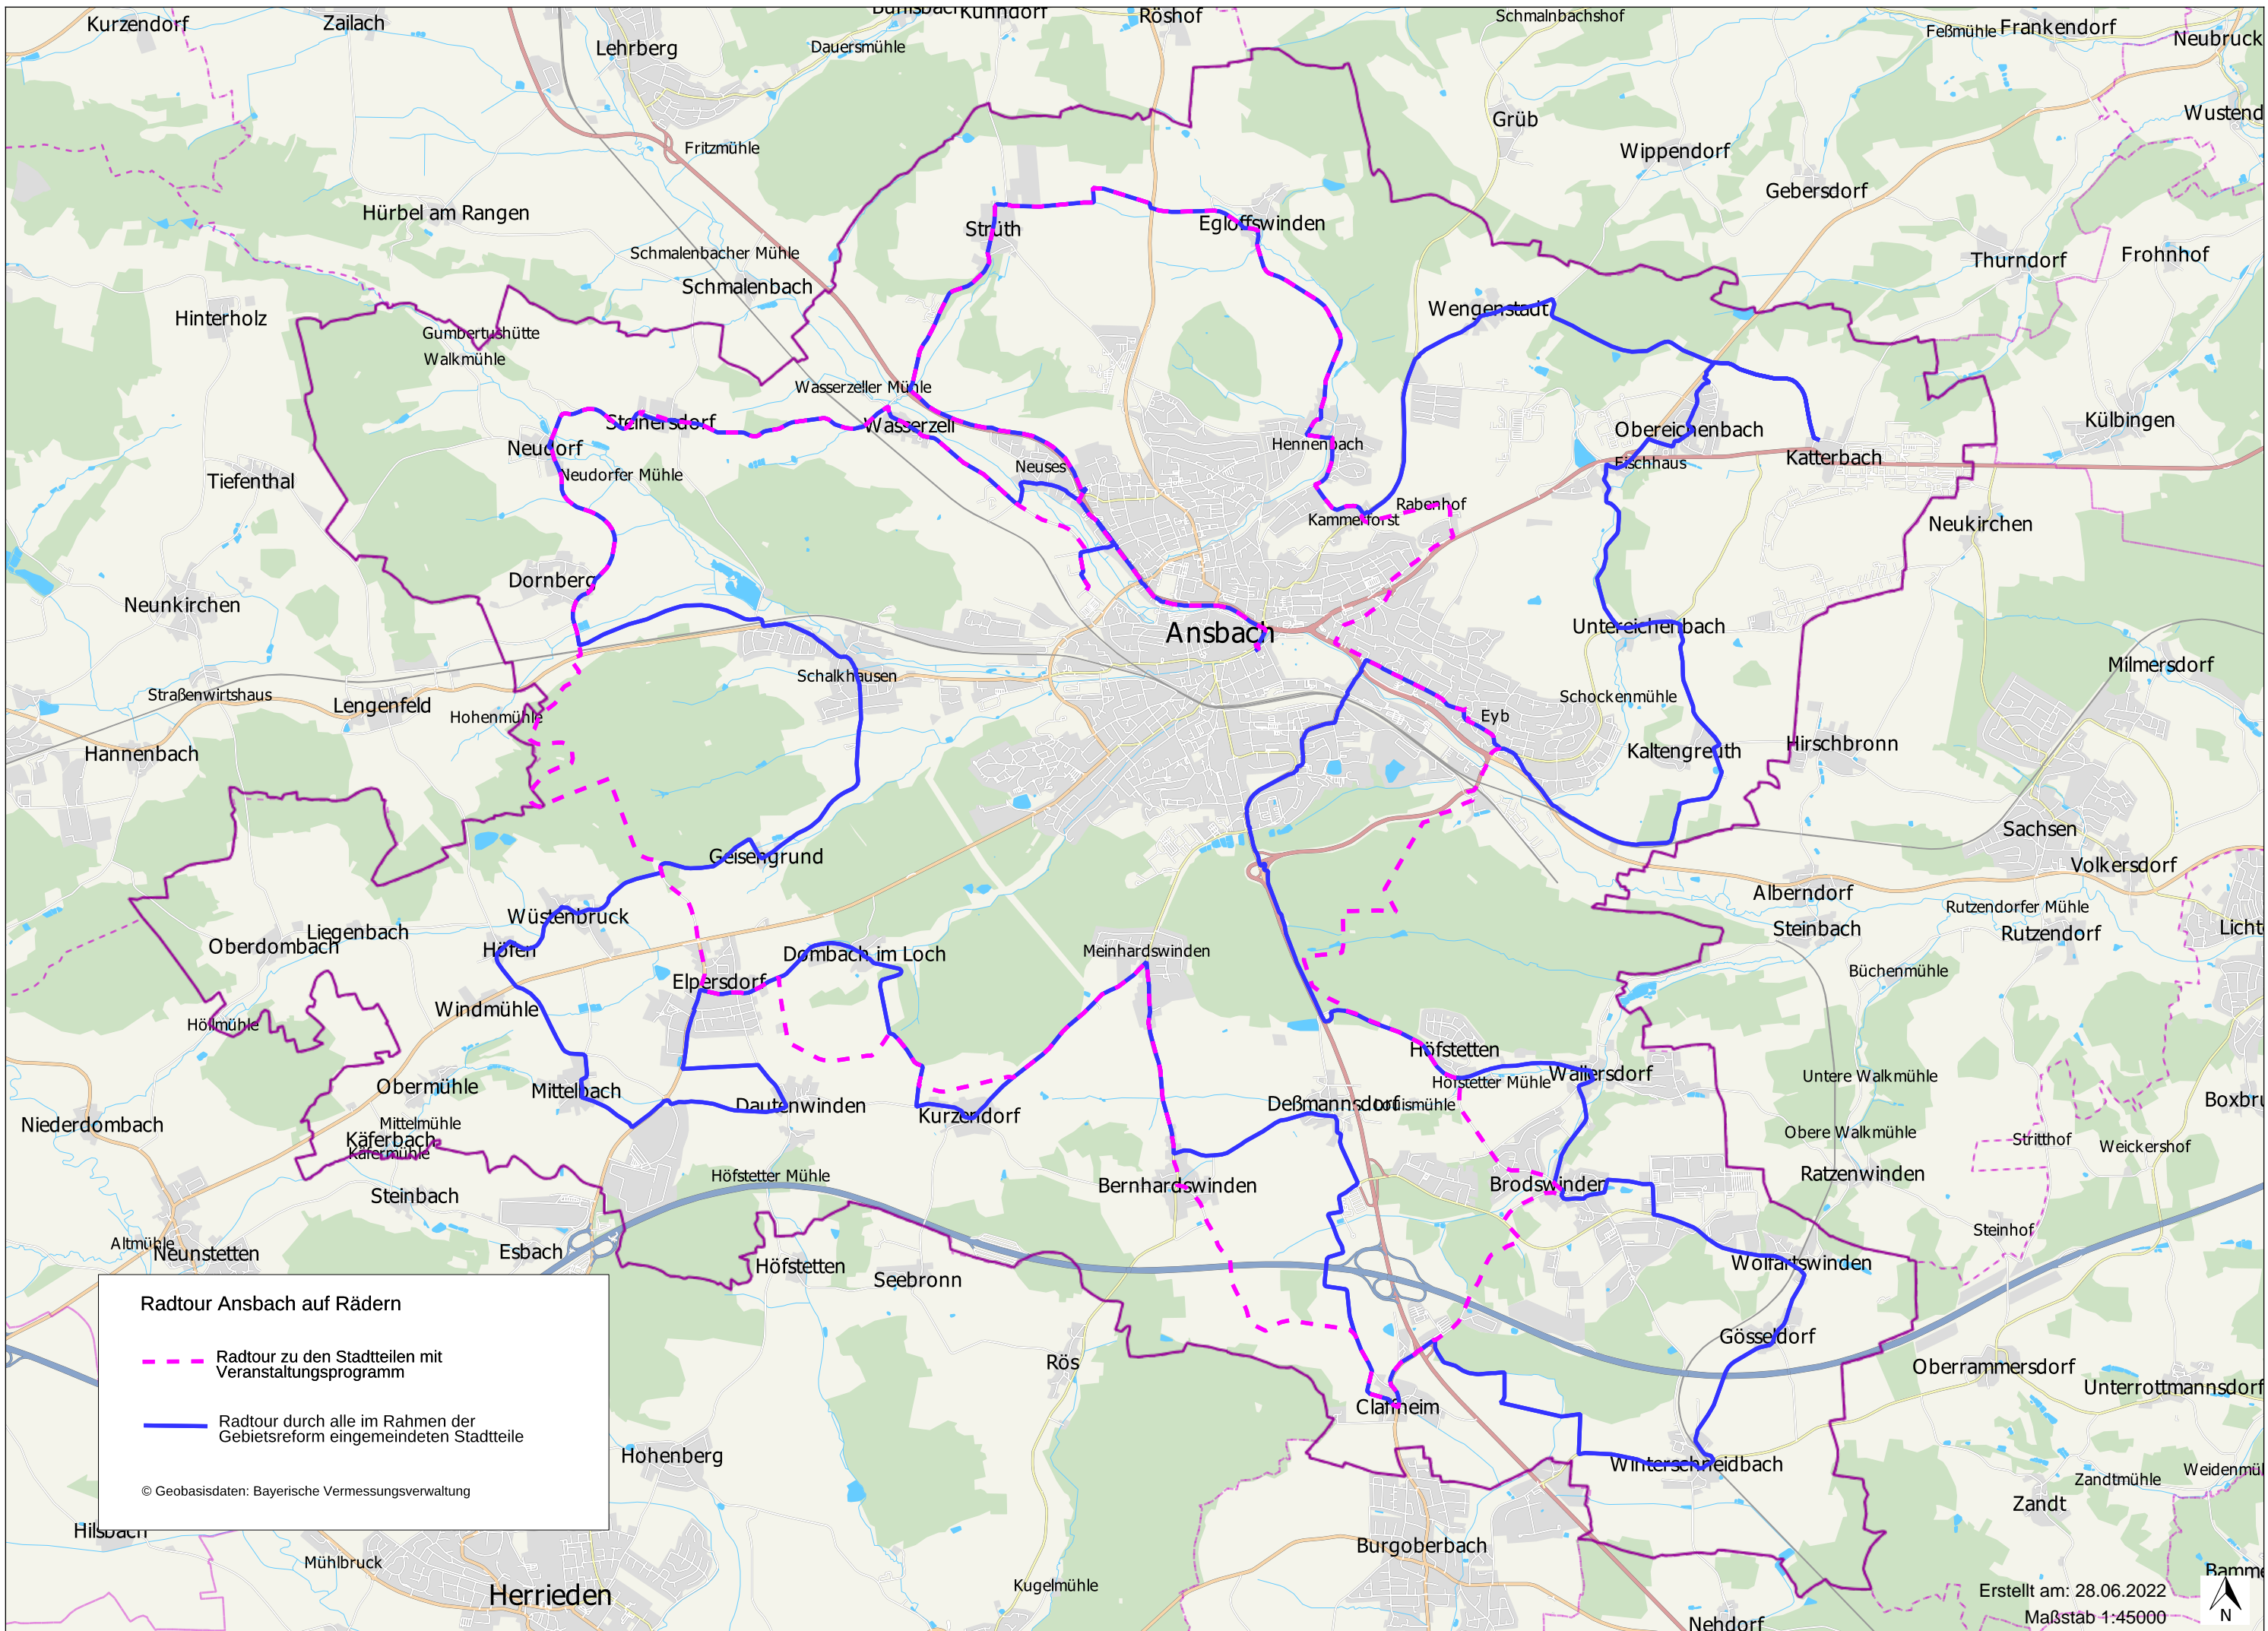 Kurzendorf
Zailach
Lehrberg
Dauersmühle
Kühndorf
Röshof
Schmalnbachshof
Feßmühle
Frankendorf
Neubruck
Wustend
Grüb
Wippendorf
Gebersdorf
Fritzmühle
Hürbel am Rangen
Schmalenbacher Mühle
Schmalenbach
Strüth
Egloffswinden
Thurndorf
Frohnhof
Hinterholz
Gumbertushütte
Walkmühle
Wengenstadt
Wasserzeller Mühle
Wasserzell
Steinersdorf
Neudorf
Neudorfer Mühle
Neuses
Hennenbach
Obereichenbach
Fischhaus
Katterbach
Külbingen
Tiefenthal
Rabenhof
Kammerforst
Neukirchen
Dornberg
Neunkirchen
Ansbach
Untereichenbach
Milmersdorf
Schalkhausen
Straßenwirtshaus
Lengenfeld
Hohenmühle
Schockenmühle
Eyb
Kaltengreuth
Hirschbronn
Hannenbach
Sachsen
Geisengrund
Volkersdorf
Alberndorf
Rutzendorfer Mühle
Wüstenbruck
Liegenbach
Oberdombach
Höfen
Dombach im Loch
Meinhardswinden
Steinbach
Rutzendorf
Licht
Elpersdorf
Büchenmühle
Windmühle
Höllmühle
Höfstetten
Hofstetter Mühle
Wallersdorf
Untere Walkmühle
Obermühle
Mittelbach
Dautenwinden
Kurzendorf
Deßmannsdorf
Louismühle
Boxbru
Niederdombach
Mittelmühle
Käferbach
Käfermühle
Obere Walkmühle
Stritthof
Weickershof
Höfstetter Mühle
Bernhardswinden
Brodswinden
Ratzenwinden
Steinbach
Altmühle
Neunstetten
Esbach
Höfstetten
Seebronn
Steinhof
Wolfartswinden
Gösseldorf
Radtour Ansbach auf Rädern
Radtour zu den Stadtteilen mit
Veranstaltungsprogramm
Radtour durch alle im Rahmen der
Gebietsreform eingemeindeten Stadtteile
© Geobasisdaten: Bayerische Vermessungsverwaltung
Rös
Oberrammersdorf
Unterrottmannsdorf
Claffheim
Hohenberg
Winterschneidbach
Weidenmül
Zandtmühle
Zandt
Hilsbach
Mühlbruck
Herrieden
Burgoberbach
Kugelmühle
Nehdorf
Bamme
Erstellt am: 28.06.2022
Maßstab 1:45000
N